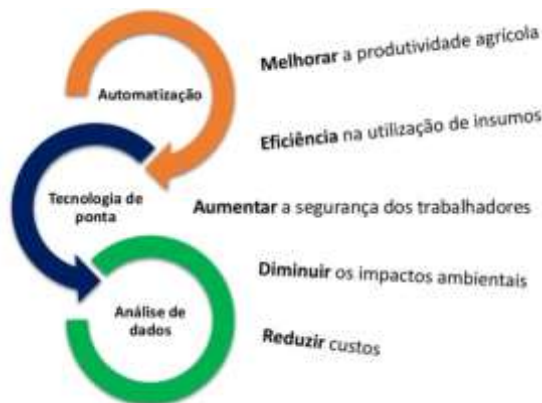 Automatização
Tecnologia de
ponta
Análise de
dados
Melhorar a produtividade agrícola
Eficiência na utilização de insumos
Aumentar a segurança dos trabalhadores
Diminuir os impactos ambientais
Reduzir custos